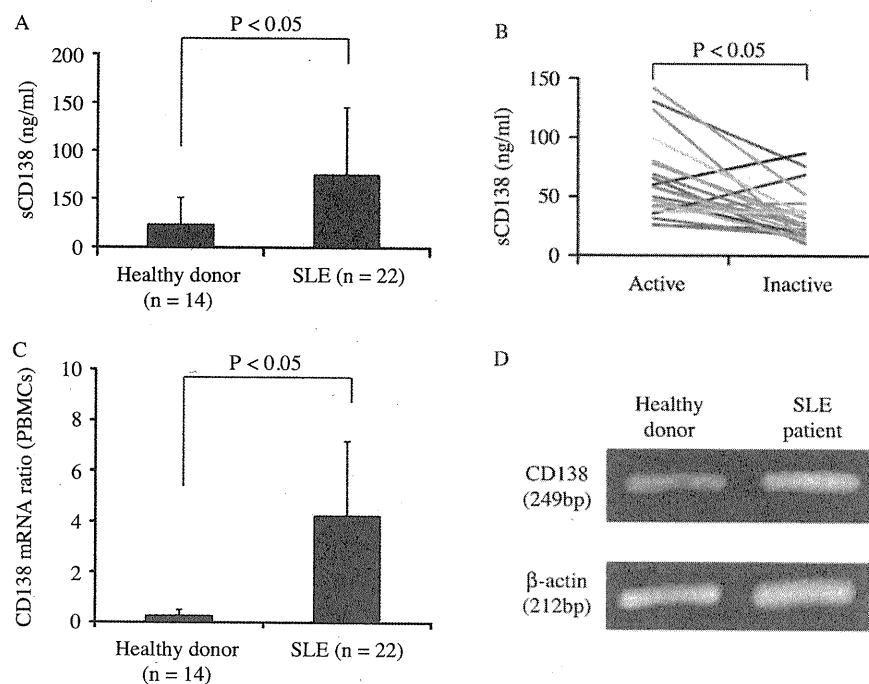 A
P < 0.05
200
150
100
150
0
sCD138 (ng/ml)
Healthy donor
(n = 14)
SLE (n = 22)
B
P < 0.05
150
100
50
0
sCD138 (ng/ml)
Active
Inactive
C
P < 0.05
10
8
6
4
2
0
CD138 mRNA ratio (PBMCs)
Healthy donor
(n = 14)
SLE (n = 22)
D
Healthy
donor
SLE
patient
CD138
(249bp)
β-actin
(212bp)